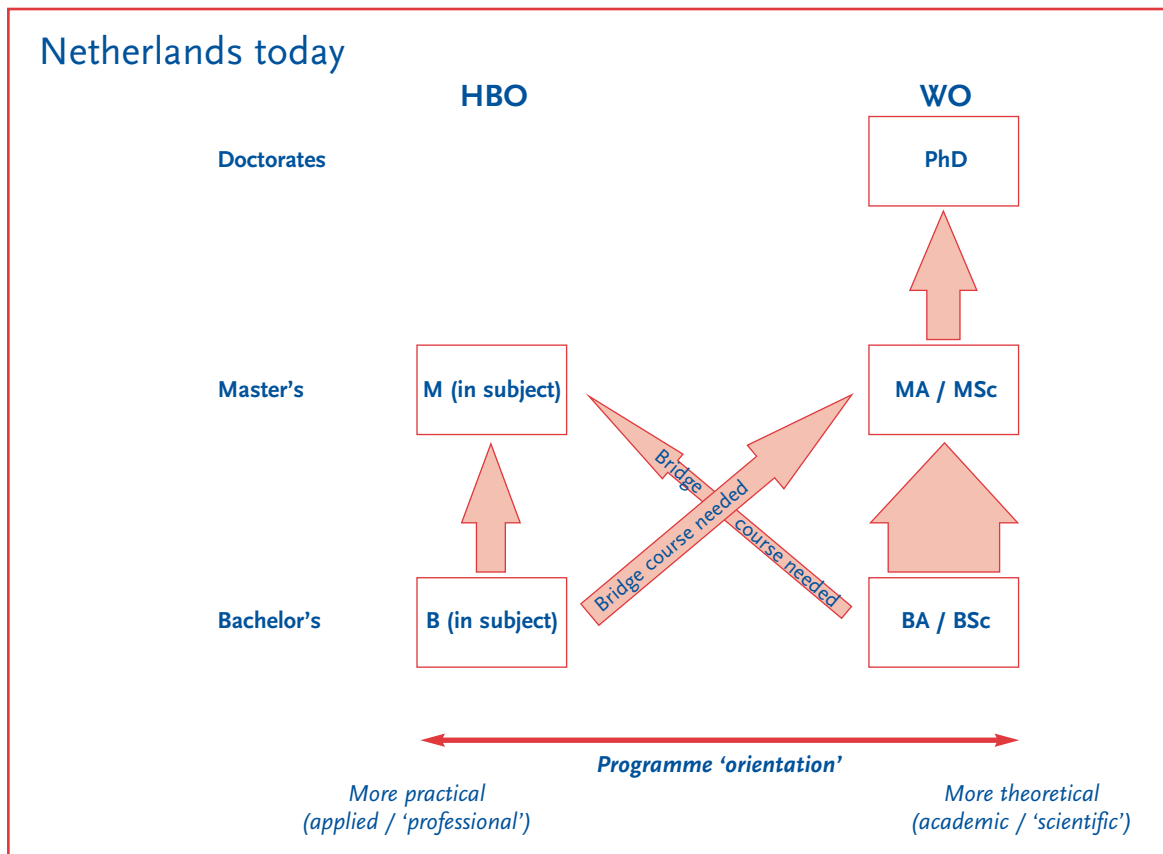 Netherlands today
HBO
WO
Doctorates
PhD
Master’s
M (in subject)
MA / MSc
Bridge course needed
Bridge course needed
Bachelor’s
B (in subject)
BA / BSc
Programme ‘orientation’
More practical
(applied / ‘professional’)
More theoretical
(academic / ‘scientific’)